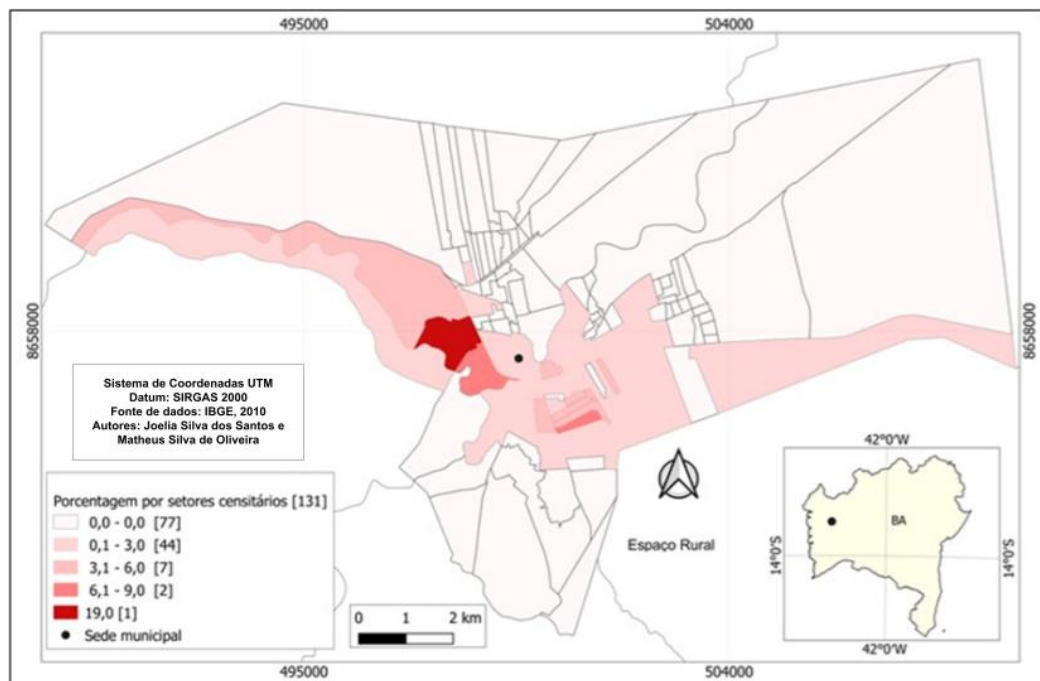 495000
504000
8658000
8658000
Sistema de Coordenadas UTM
Datum: SIRGAS 2000
Fonte de dados: IBGE, 2010
Autores: Joelia Silva dos Santos e
Matheus Silva de Oliveira
Porcentagem por setores censitários [131]
0,0 - 0,0 [77]
0,1 - 3,0 [44]
3,1 - 6,0 [7]
6,1 - 9,0 [2]
19,0 [1]
Sede municipal
0 1 2 km
Espaço Rural
42°0'W
BA
14°0'S
14°0'S
42°0'W
495000
504000